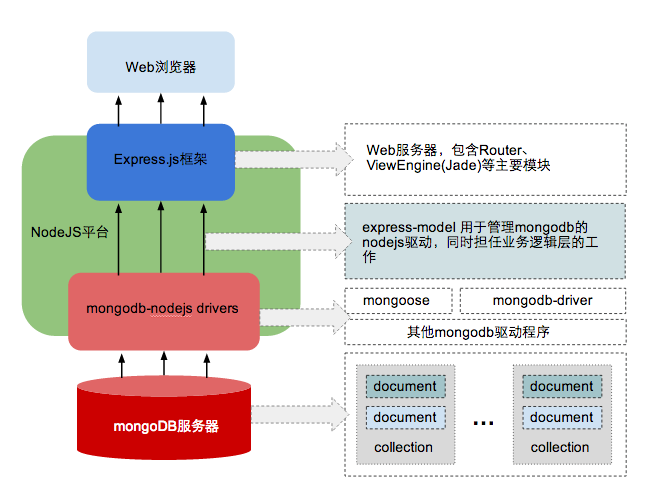 Web浏览器
Express.js框架
Web服务器，包含Router、
ViewEngine(Jade)等主要模块
NodeJS平台
express-model 用于管理mongodb的
nodejs驱动，同时担任业务逻辑层的工
作
mongodb-nodejs drivers
mongoose
mongodb-driver
其他mongodb驱动程序
mongoDB服务器
document
document
collection
...
document
document
collection